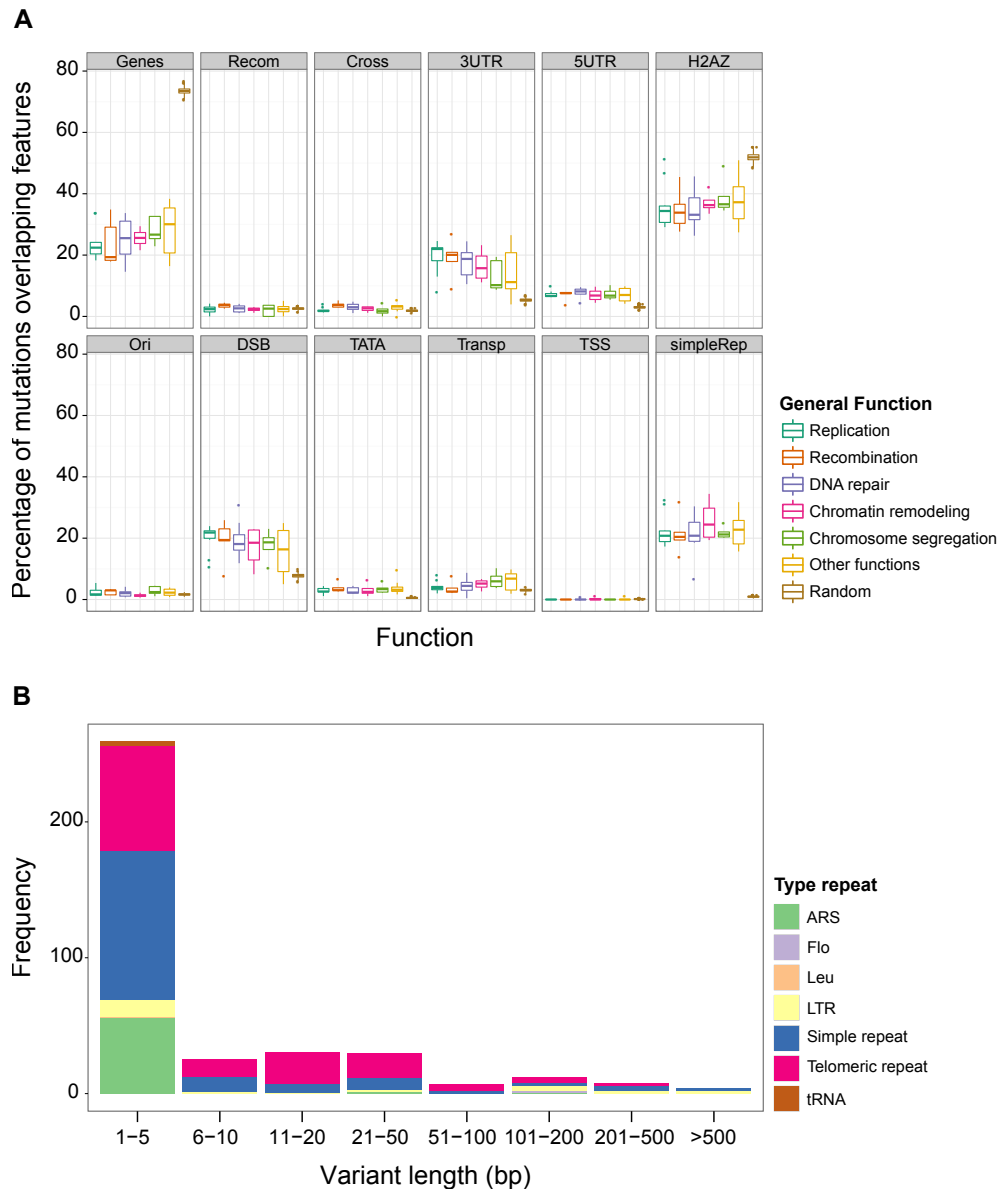 A
Genes Recom Cross 3UTR 5UTR H2AZ
80
60
40
20
0
Ori DSB TATA Transp TSS simpleRep
80
60
40
20
0
Percentage of mutations overlapping features
Function
General Function
Replication
Recombination
DNA repair
Chromatin remodeling
Chromosome segregation
Other functions
Random
B
200
100
0
Frequency
1−5 6−10 11−20 21−50 51−100 101−200 201−500 >500
Variant length (bp)
Type repeat
ARS
Flo
Leu
LTR
Simple repeat
Telomeric repeat
tRNA